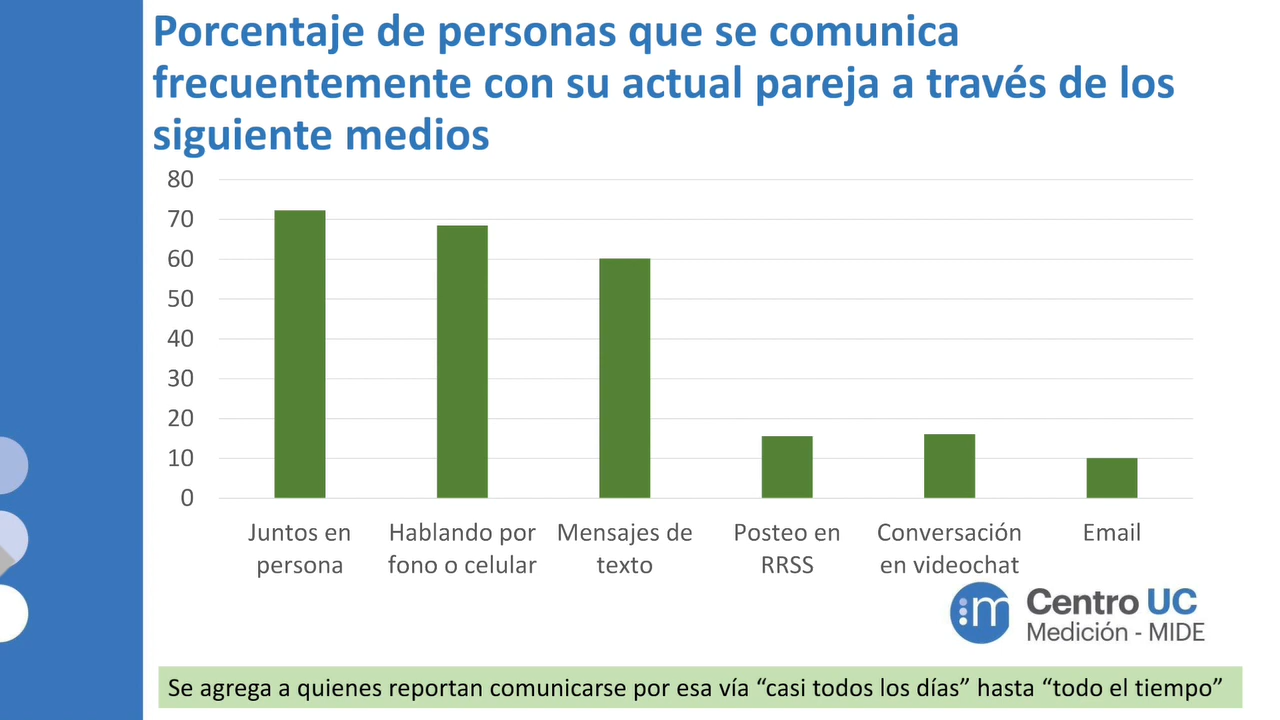 Porcentaje de personas que se comunica
frecuentemente con su actual pareja a través de los
siguiente medios
80
70
60
50
40
30
20
10
0
Juntos en
persona
Hablando por
fono o celular
Mensajes de
texto
Posteo en
RRSS
Conversación
en videochat
Email
:m
Centro UC
Medición - MIDE
Se agrega a quienes reportan comunicarse por esa vía “casi todos los días” hasta “todo el tiempo”